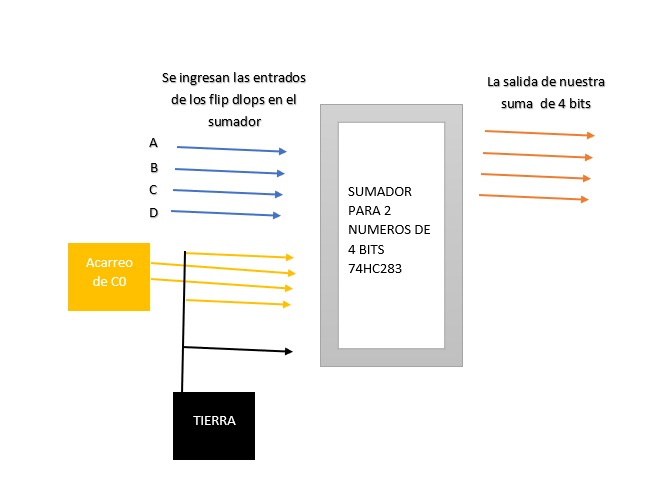 Se ingresan las entrados
de los flip dlops en el
sumador
La salida de nuestra
suma de 4 bits
A
B
C
D
SUMADOR
PARA 2
NUMEROS DE
4 BITS
74HC283
Acarreo
de C0
TIERRA